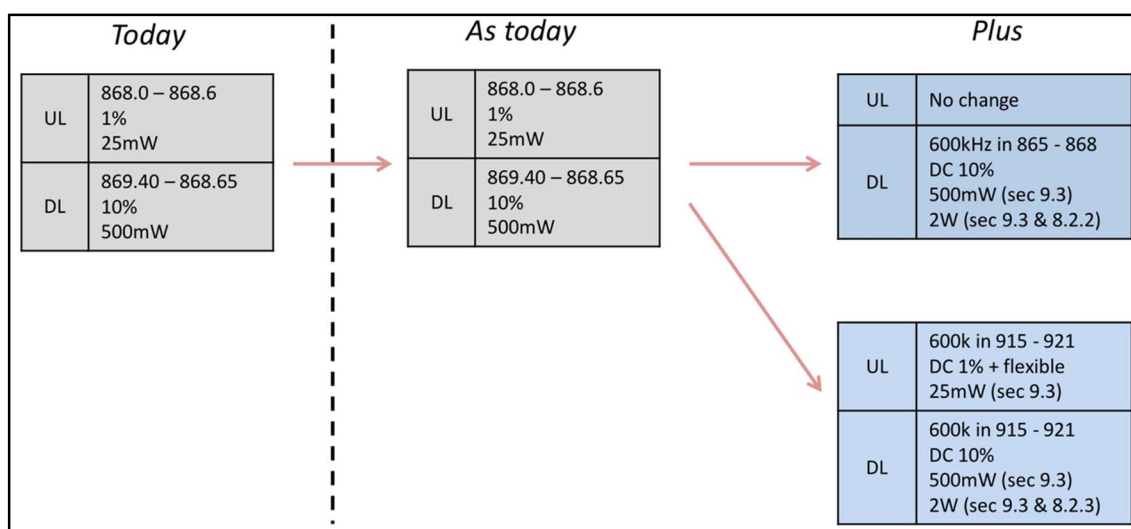 Today
As today
Plus
UL
868.0 – 868.6
1%
25mW
DL
869.40 – 868.65
10%
500mW
UL
868.0 – 868.6
1%
25mW
DL
869.40 – 868.65
10%
500mW
UL
No change
DL
600kHz in 865 - 868
DC 10%
500mW (sec 9.3)
2W (sec 9.3 & 8.2.2)
UL
600k in 915 - 921
DC 1% + flexible
25mW (sec 9.3)
DL
600k in 915 - 921
DC 10%
500mW (sec 9.3)
2W (sec 9.3 & 8.2.3)